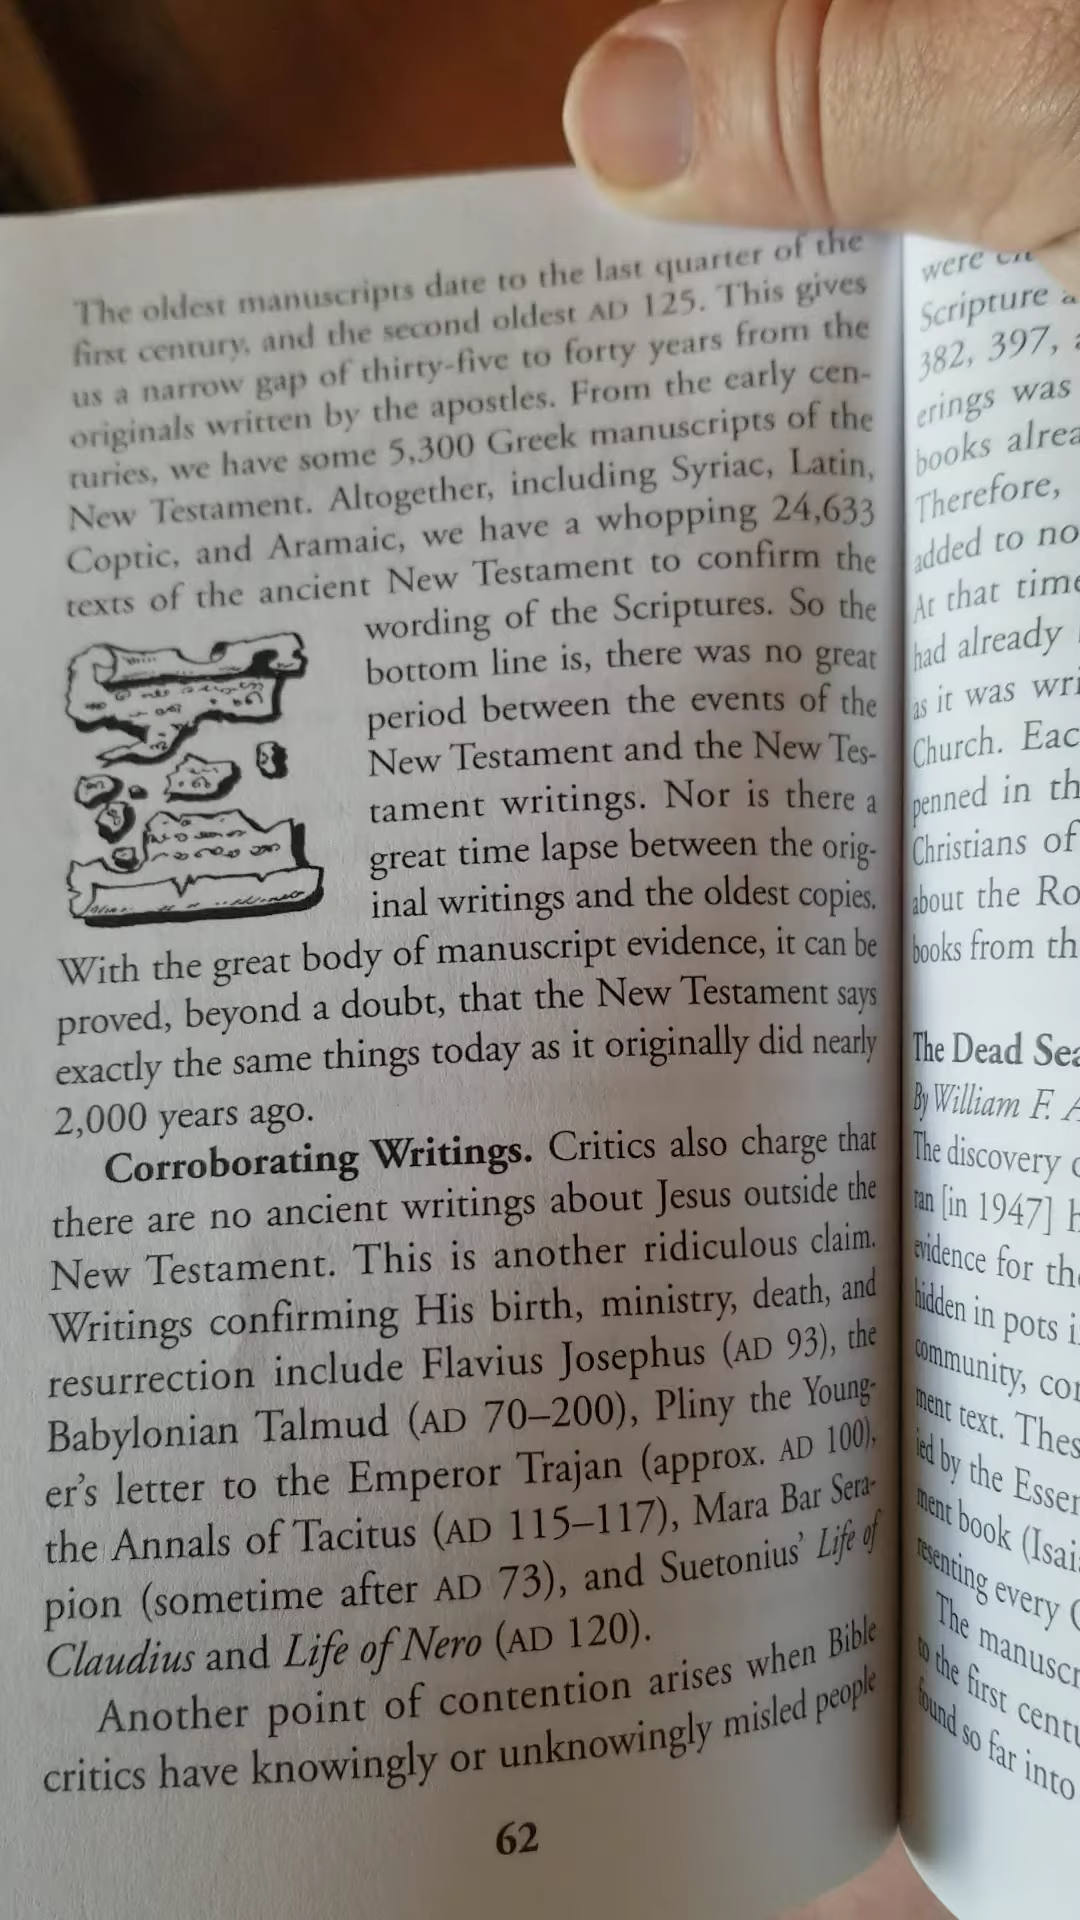 The oldest manuscripts date to the last quarter of the
first century, and the second oldest AD 125. This gives
us a narrow gap of thirty-five to forty years from the
originals written by the apostles. From the early cen-
turies, we have some 5,300 Greek manuscripts of the
New Testament. Altogether, including Syriac, Latin,
Coptic, and Aramaic, we have a whopping 24,633
texts of the ancient New Testament to confirm the
wording of the Scriptures. So the
bottom line is, there was no great
period between the events of the
New Testament and the New Tes-
tament writings. Nor is there a
great time lapse between the orig-
inal writings and the oldest copies.
With the great body of manuscript evidence, it can be
proved, beyond a doubt, that the New Testament says
exactly the same things today as it originally did nearly
2,000 years ago.
Corroborating Writings. Critics also charge that
there are no ancient writings about Jesus outside the
New Testament. This is another ridiculous claim.
Writings confirming His birth, ministry, death, and
resurrection include Flavius Josephus (AD 93), the
Babylonian Talmud (AD 70–200), Pliny the Young-
er's letter to the Emperor Trajan (approx. AD 100),
the Annals of Tacitus (AD 115–117), Mara Bar Sera-
pion (sometime after AD 73), and Suetonius' Life of
Claudius and Life of Nero (AD 120).
Another point of contention arises when Bible
critics have knowingly or unknowingly misled people
62
were
Scripture
382, 397,
erings was
books
Therefore,
added to no
At that time
had already
as it was
Church.
penned in
Christians of
about the
books from
The Dead Sea
By William F.
The discovery
[in 1947]
evidence for
hidden in pots
community,
ment text.
ied by the
ment book
resenting every
The
to the first
found so far into